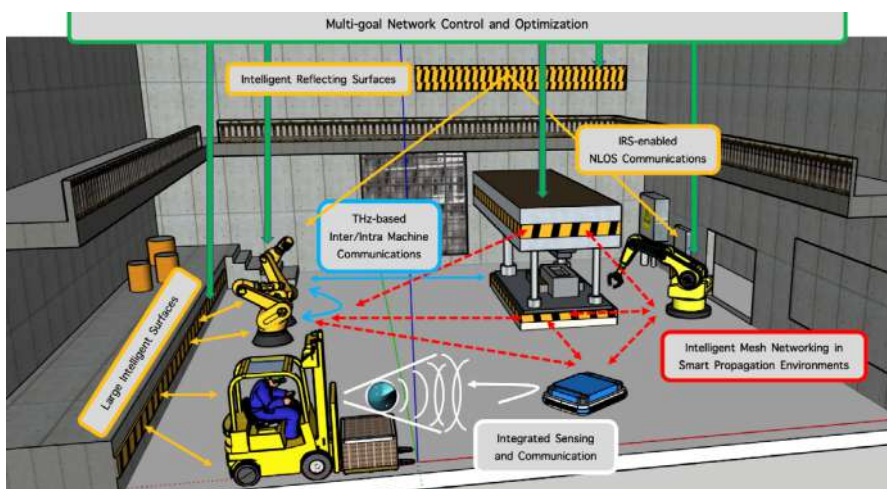 Multi-goal Network Control and Optimization
Intelligent Reflecting Surfaces
IRS-enabled
NLOS Communications
THz-based
Inter/Intra Machine
Communications
Large Intelligent Surfaces
Intelligent Mesh Networking in
Smart Propagation Environments
Integrated Sensing
and Communication